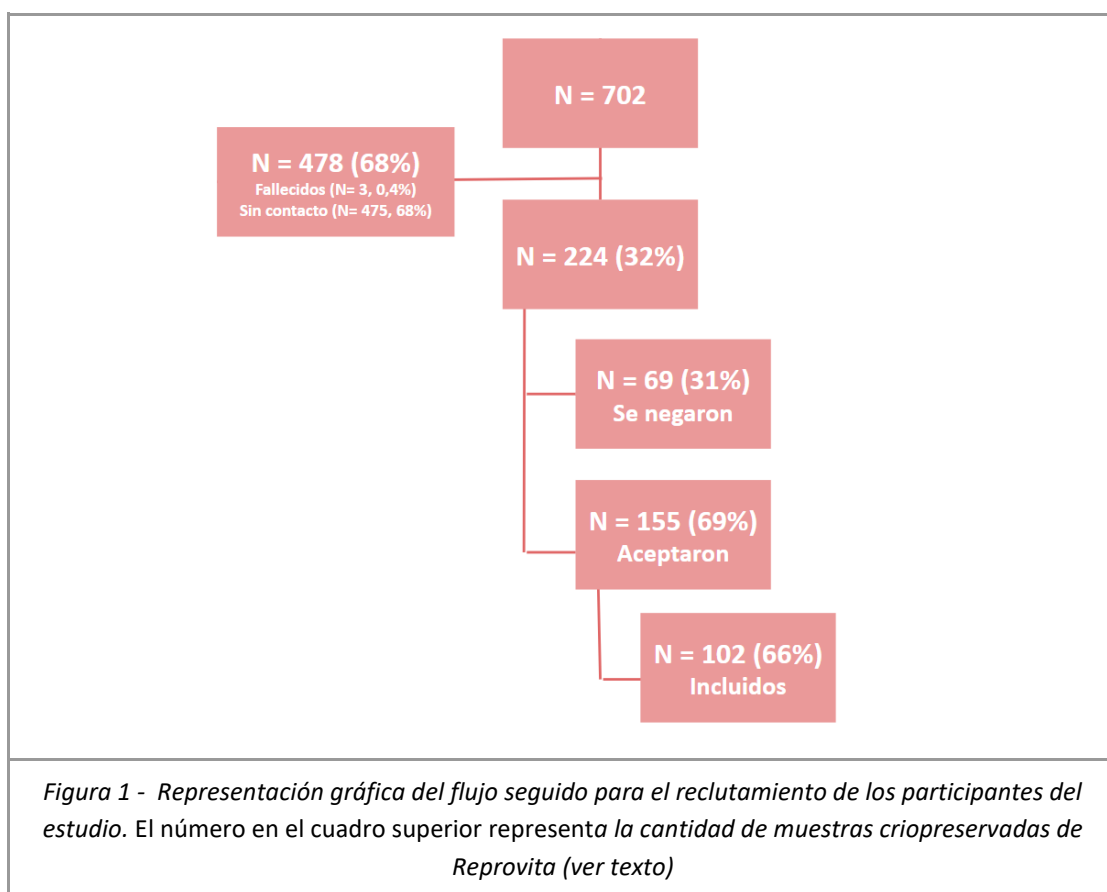 N = 702
N = 478 (68%)
Fallecidos (N= 3, 0,4%)
Sin contacto (N= 475, 68%)
N = 224 (32%)
N = 69 (31%)
Se negaron
N = 155 (69%)
Aceptaron
N = 102 (66%)
Incluidos
Figura 1 - Representación gráfica del flujo seguido para el reclutamiento de los participantes del
estudio. El número en el cuadro superior representa la cantidad de muestras criopreservadas de
Reprovita (ver texto)